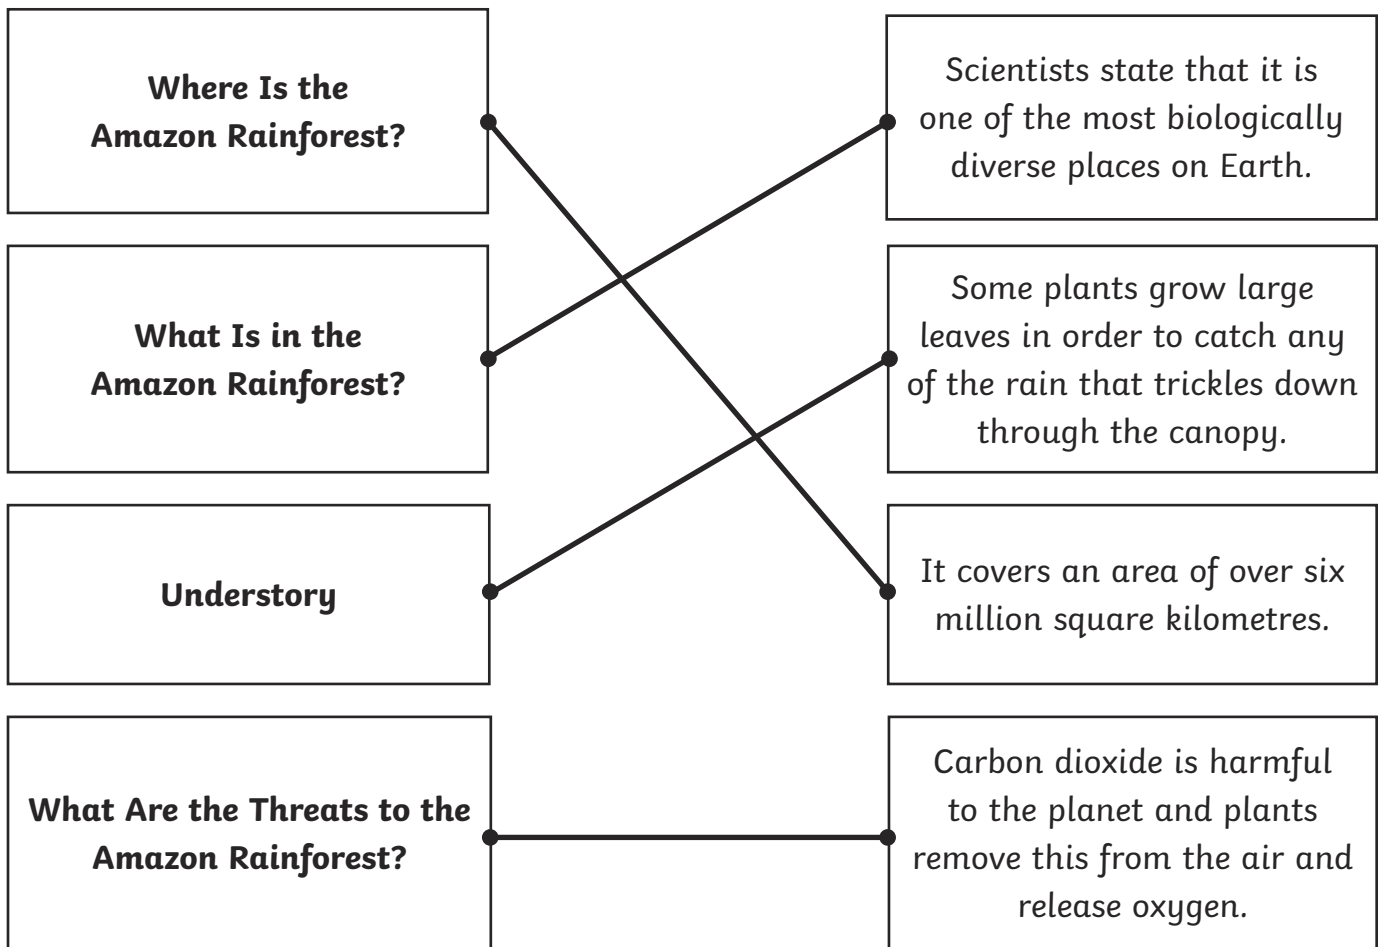 Where Is the
Amazon Rainforest?
Scientists state that it is
one of the most biologically
diverse places on Earth.
What Is in the
Amazon Rainforest?
Some plants grow large
leaves in order to catch any
of the rain that trickles down
through the canopy.
Understory
It covers an area of over six
million square kilometres.
What Are the Threats to the
Amazon Rainforest?
Carbon dioxide is harmful
to the planet and plants
remove this from the air and
release oxygen.